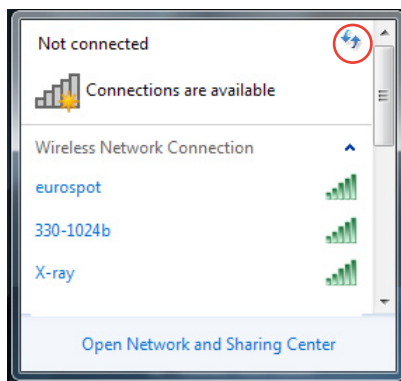 Not connected
Connections are available
Wireless Network Connection
eurospot
330-1024b
X-ray
Open Network and Sharing Center